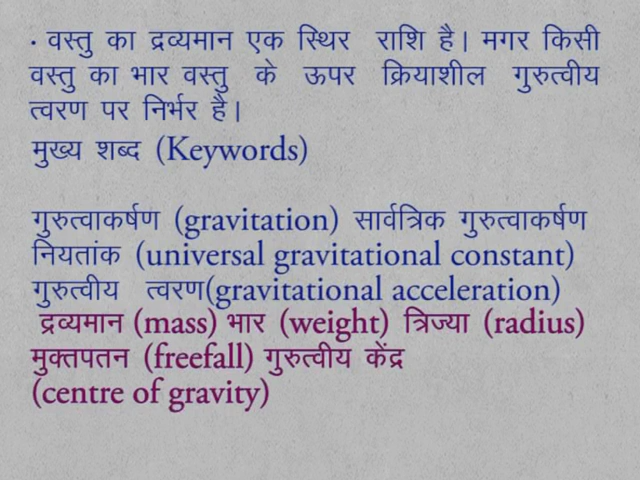 · वस्तु का द्रव्यमान एक स्थिर राशि है। मगर किसी
वस्तु का भार वस्तु के ऊपर क्रियाशील गुरुत्वीय
त्वरण पर निर्भर है।
मुख्य शब्द (Keywords)
गुरुत्वाकर्षण (gravitation) सार्वत्रिक गुरुत्वाकर्षण
नियतांक (universal gravitational constant)
गुरुत्वीय त्वरण(gravitational acceleration)
द्रव्यमान (mass) भार (weight) त्रिज्या (radius)
मुक्तपतन (freefall) गुरुत्वीय केंद्र
(centre of gravity)